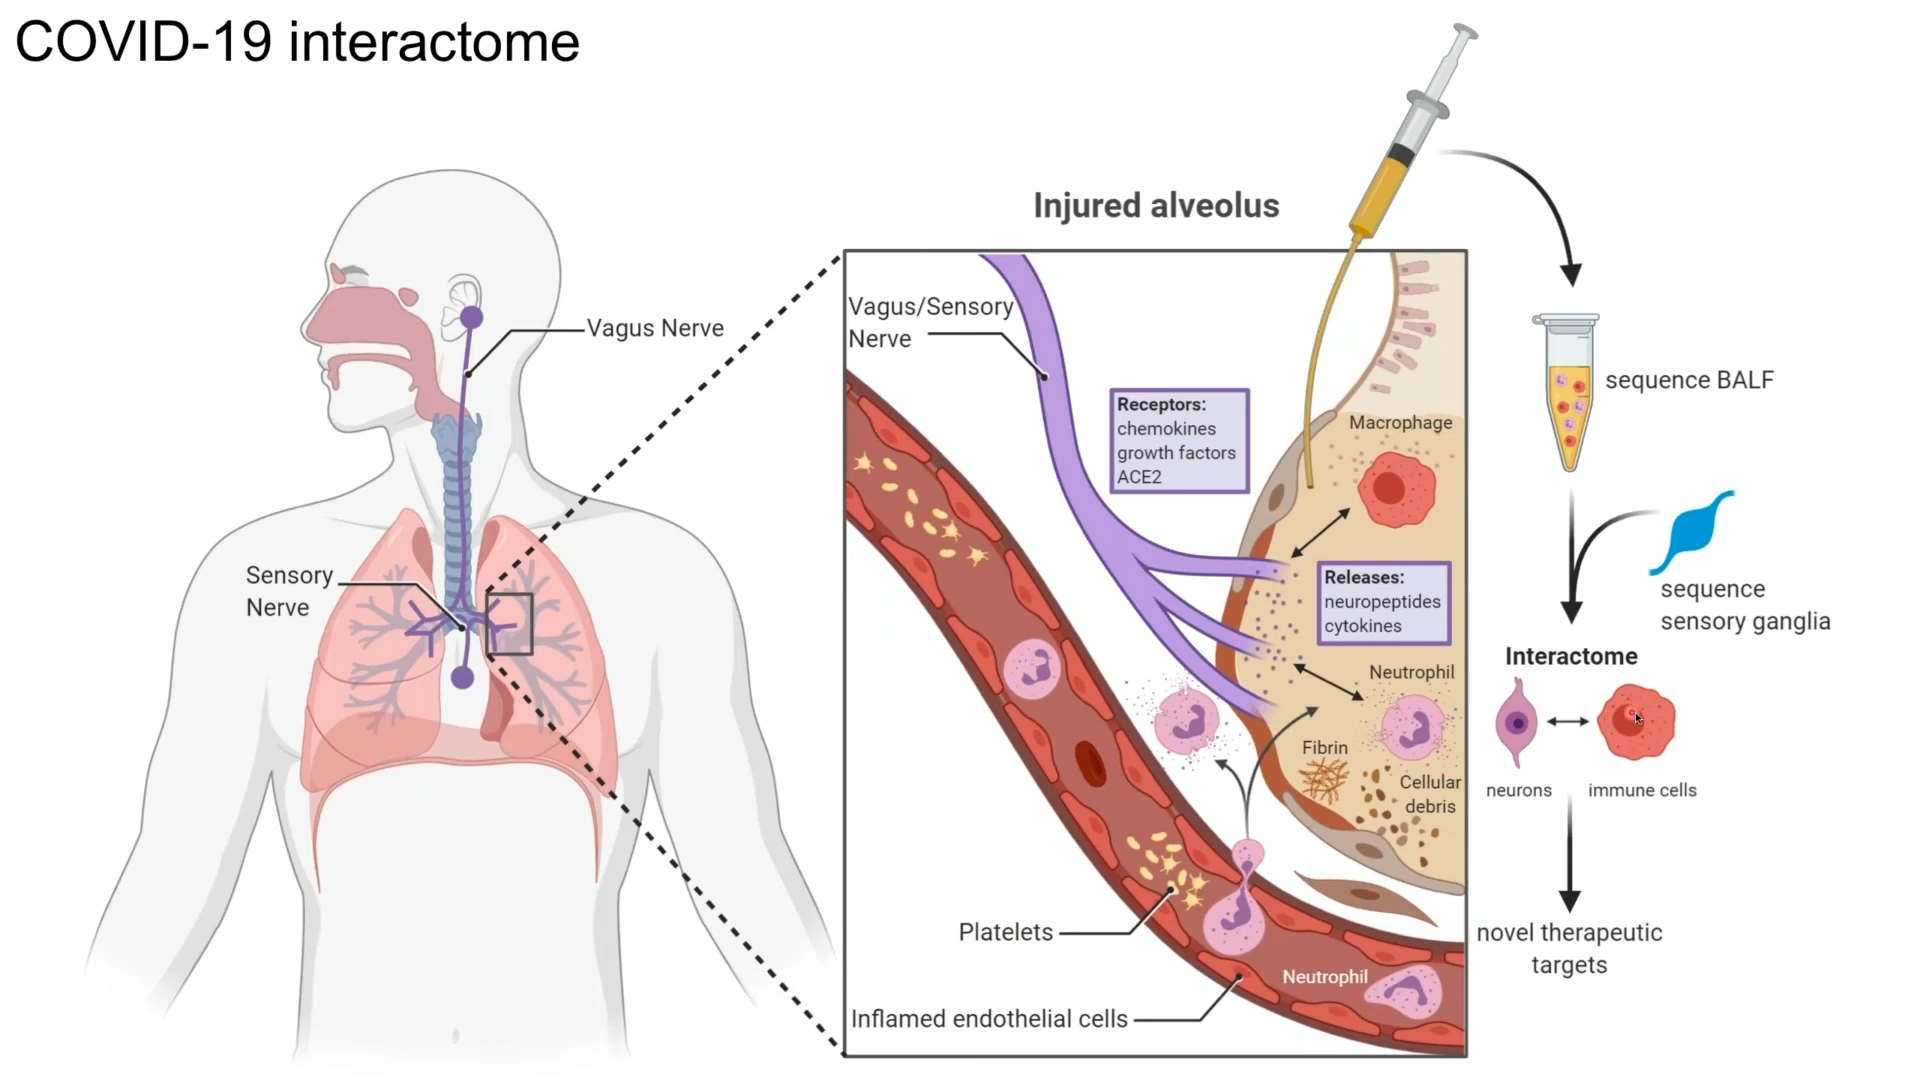 COVID-19 interactome
Vagus Nerve
Sensory
Nerve
Injured alveolus
Vagus/Sensory
Nerve
Receptors:
chemokines
growth factors
ACE2
Macrophage
Releases:
neuropeptides
cytokines
Neutrophil
Fibrin
Cellular
debris
Platelets
Neutrophil
Inflamed endothelial cells
sequence BALF
sequence
sensory ganglia
Interactome
neurons
immune cells
novel therapeutic
targets